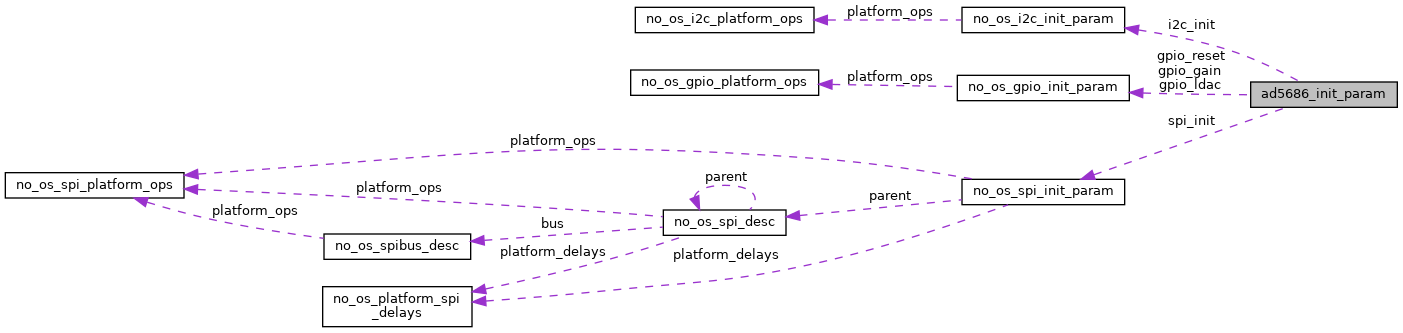 no_os_i2c_platform_ops
platform_ops
no_os_i2c_init_param
i2c_init
no_os_gpio_platform_ops
platform_ops
no_os_gpio_init_param
gpio_reset
gpio_gain
gpio_ldac
ad5686_init_param
spi_init
platform_ops
no_os_spi_platform_ops
platform_ops
parent
no_os_spi_init_param
parent
platform_ops
bus
no_os_spi_desc
no_os_spibus_desc
platform_delays
platform_delays
no_os_platform_spi
_delays